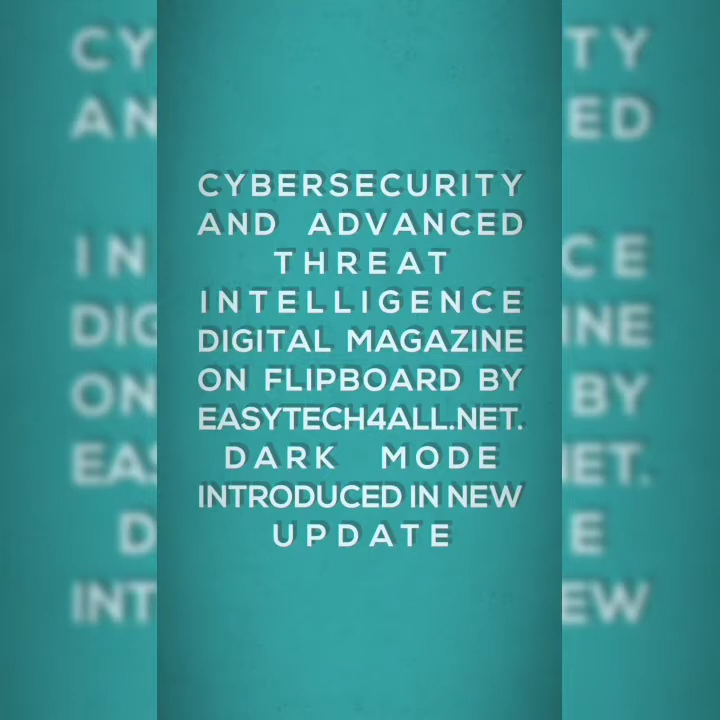 CYBERSECURITY
AND ADVANCED
THREAT
INTELLIGENCE
DIGITAL MAGAZINE
ON FLIPBOARD BY
EASYTECH4ALL.NET.
DARK MODE
INTRODUCED IN NEW
UPDATE